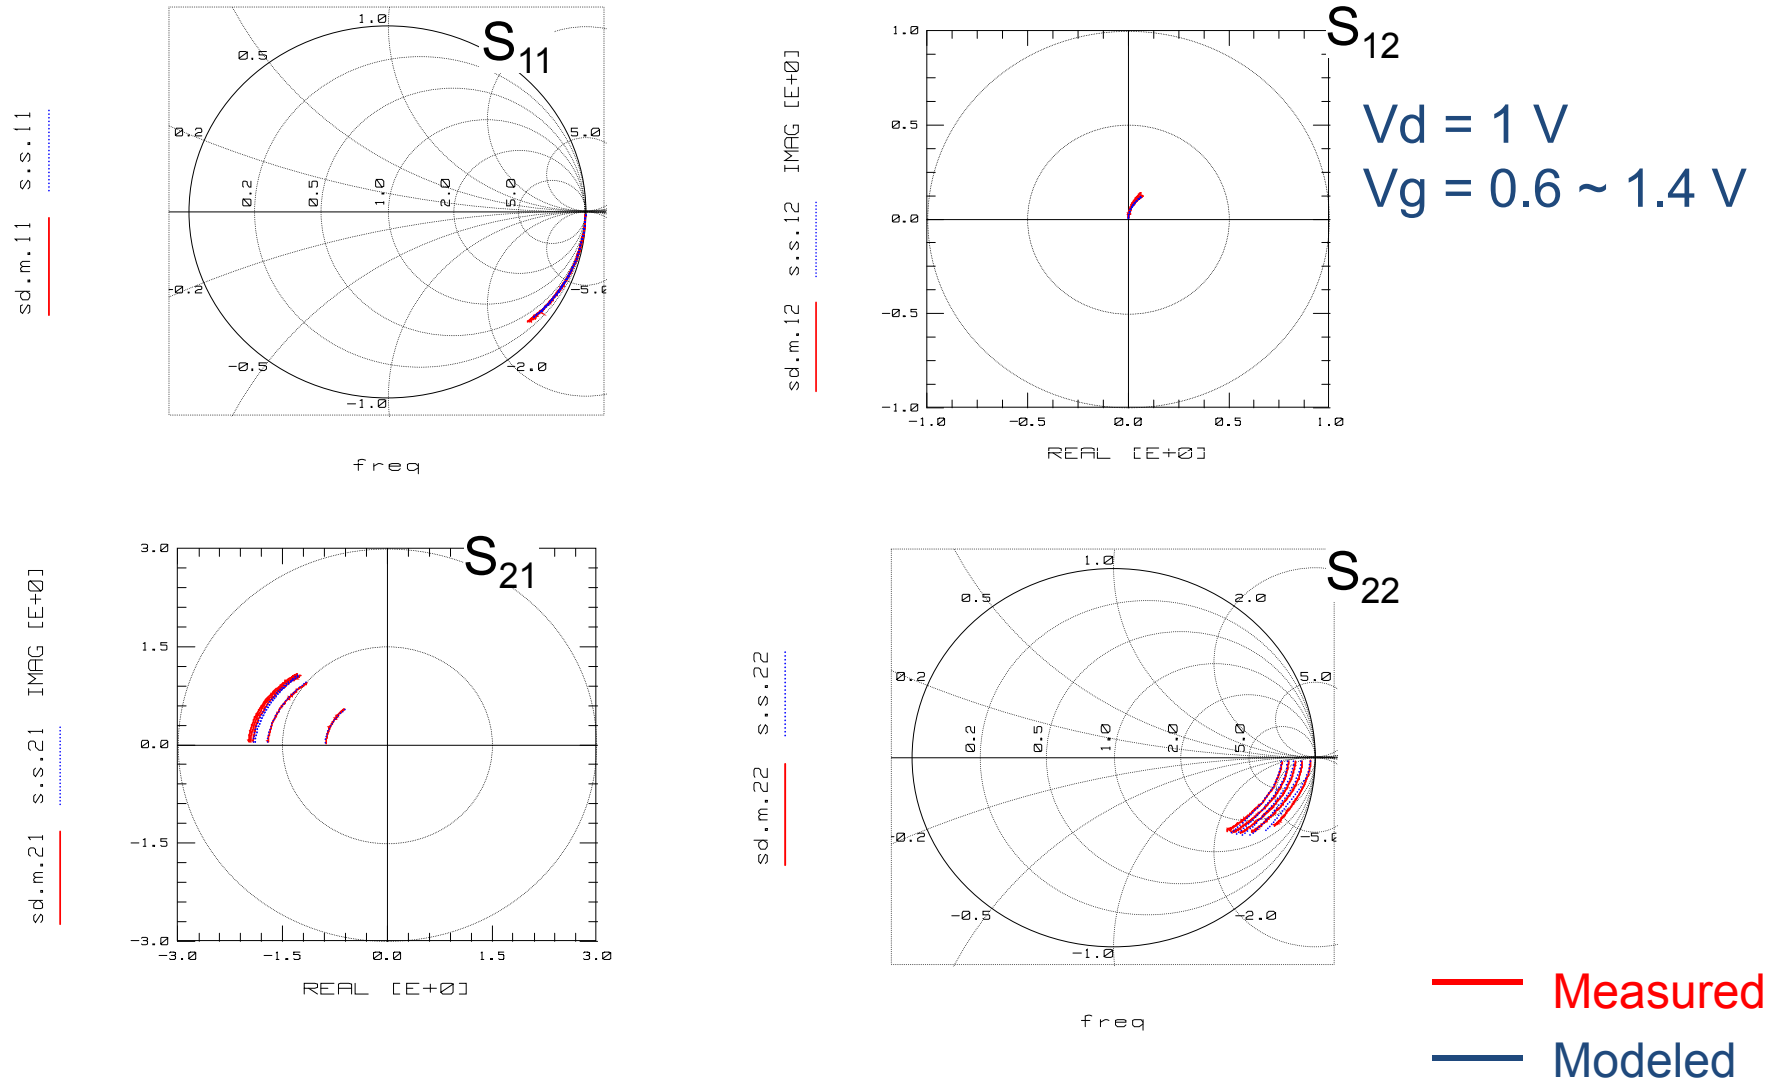 S11
1.0
0.5
0.2
5.0
0.2
0.5
1.0
5.0
-0.2
-5.0
-0.5
-2.0
-1.0
freq
sd.m.11 s.s.11
S12
Vd = 1 V
Vg = 0.6 ~ 1.4 V
1.0
0.5
0.0
-0.5
-1.0
-1.0 -0.5 0.0 0.5 1.0
REAL [E+0]
sd.m.12 s.s.12 IMAG [E+0]
S21
3.0
1.5
0.0
-1.5
-3.0
-3.0 -1.5 0.0 1.5 3.0
REAL [E+0]
sd.m.21 s.s.21 IMAG [E+0]
S22
1.0
0.5
2.0
0.2
5.0
0.2
1.0
2.0
5.0
-0.2
-5.0
-0.5
-2.0
-1.0
freq
sd.m.22 s.s.22
Measured
Modeled